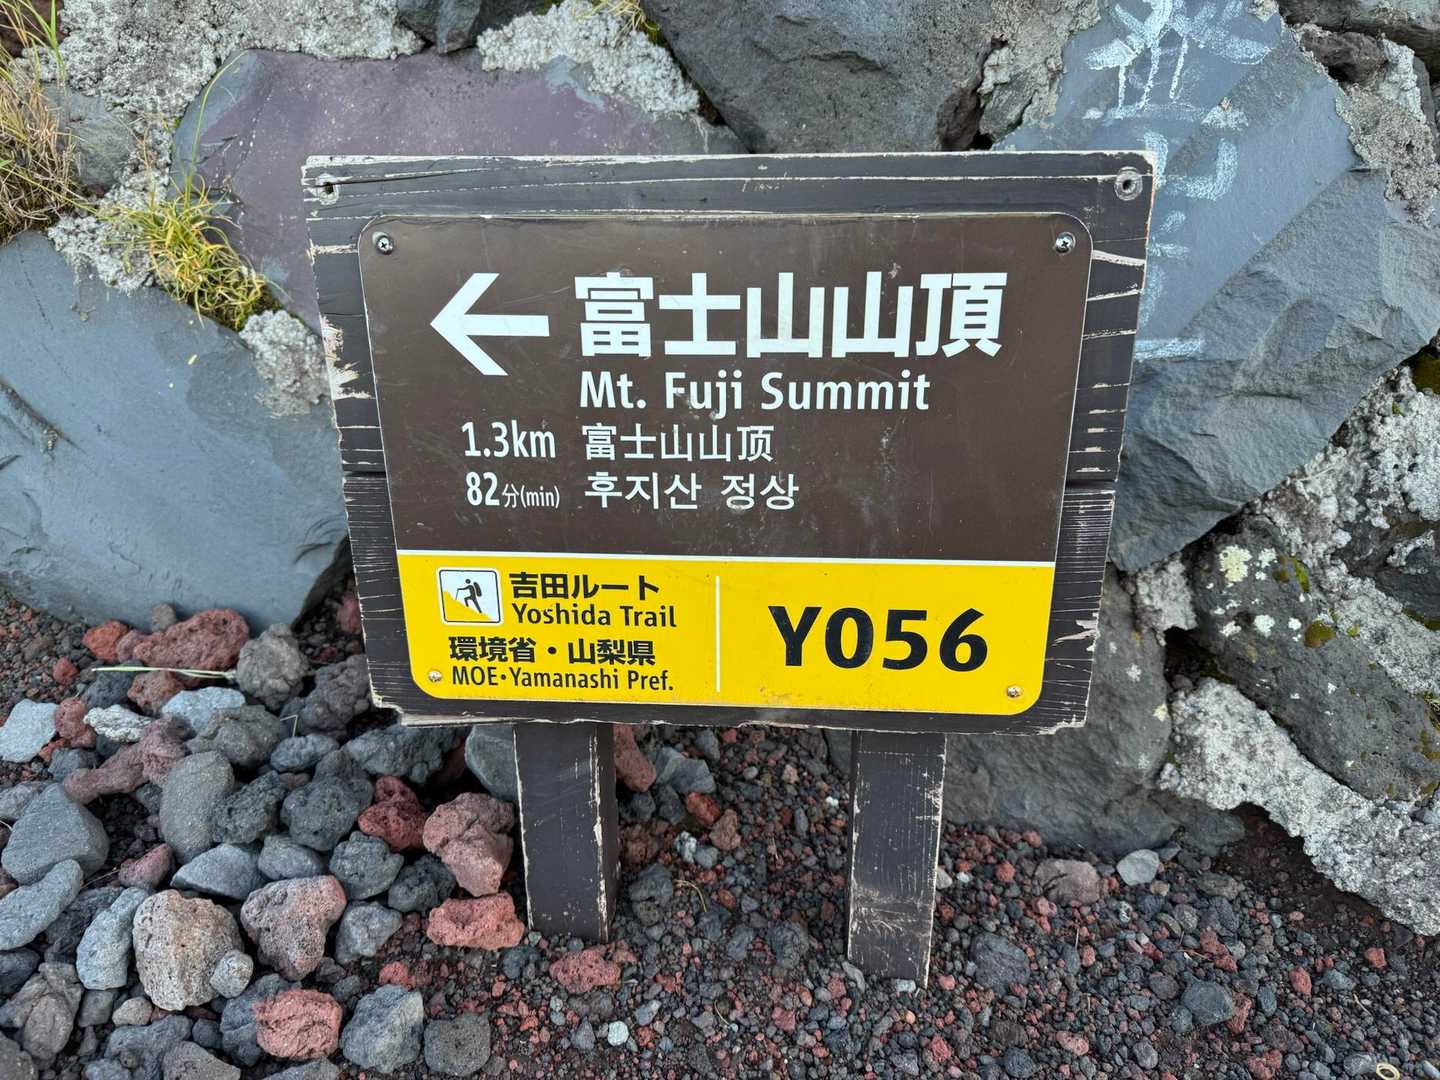 ← 富士山山頂
Mt. Fuji Summit
1.3km 富士山山顶
82分(min) 후지산 정상
吉田ルート
Yoshida Trail
環境省・山梨県
MOE・Yamanashi Pref.
Y056